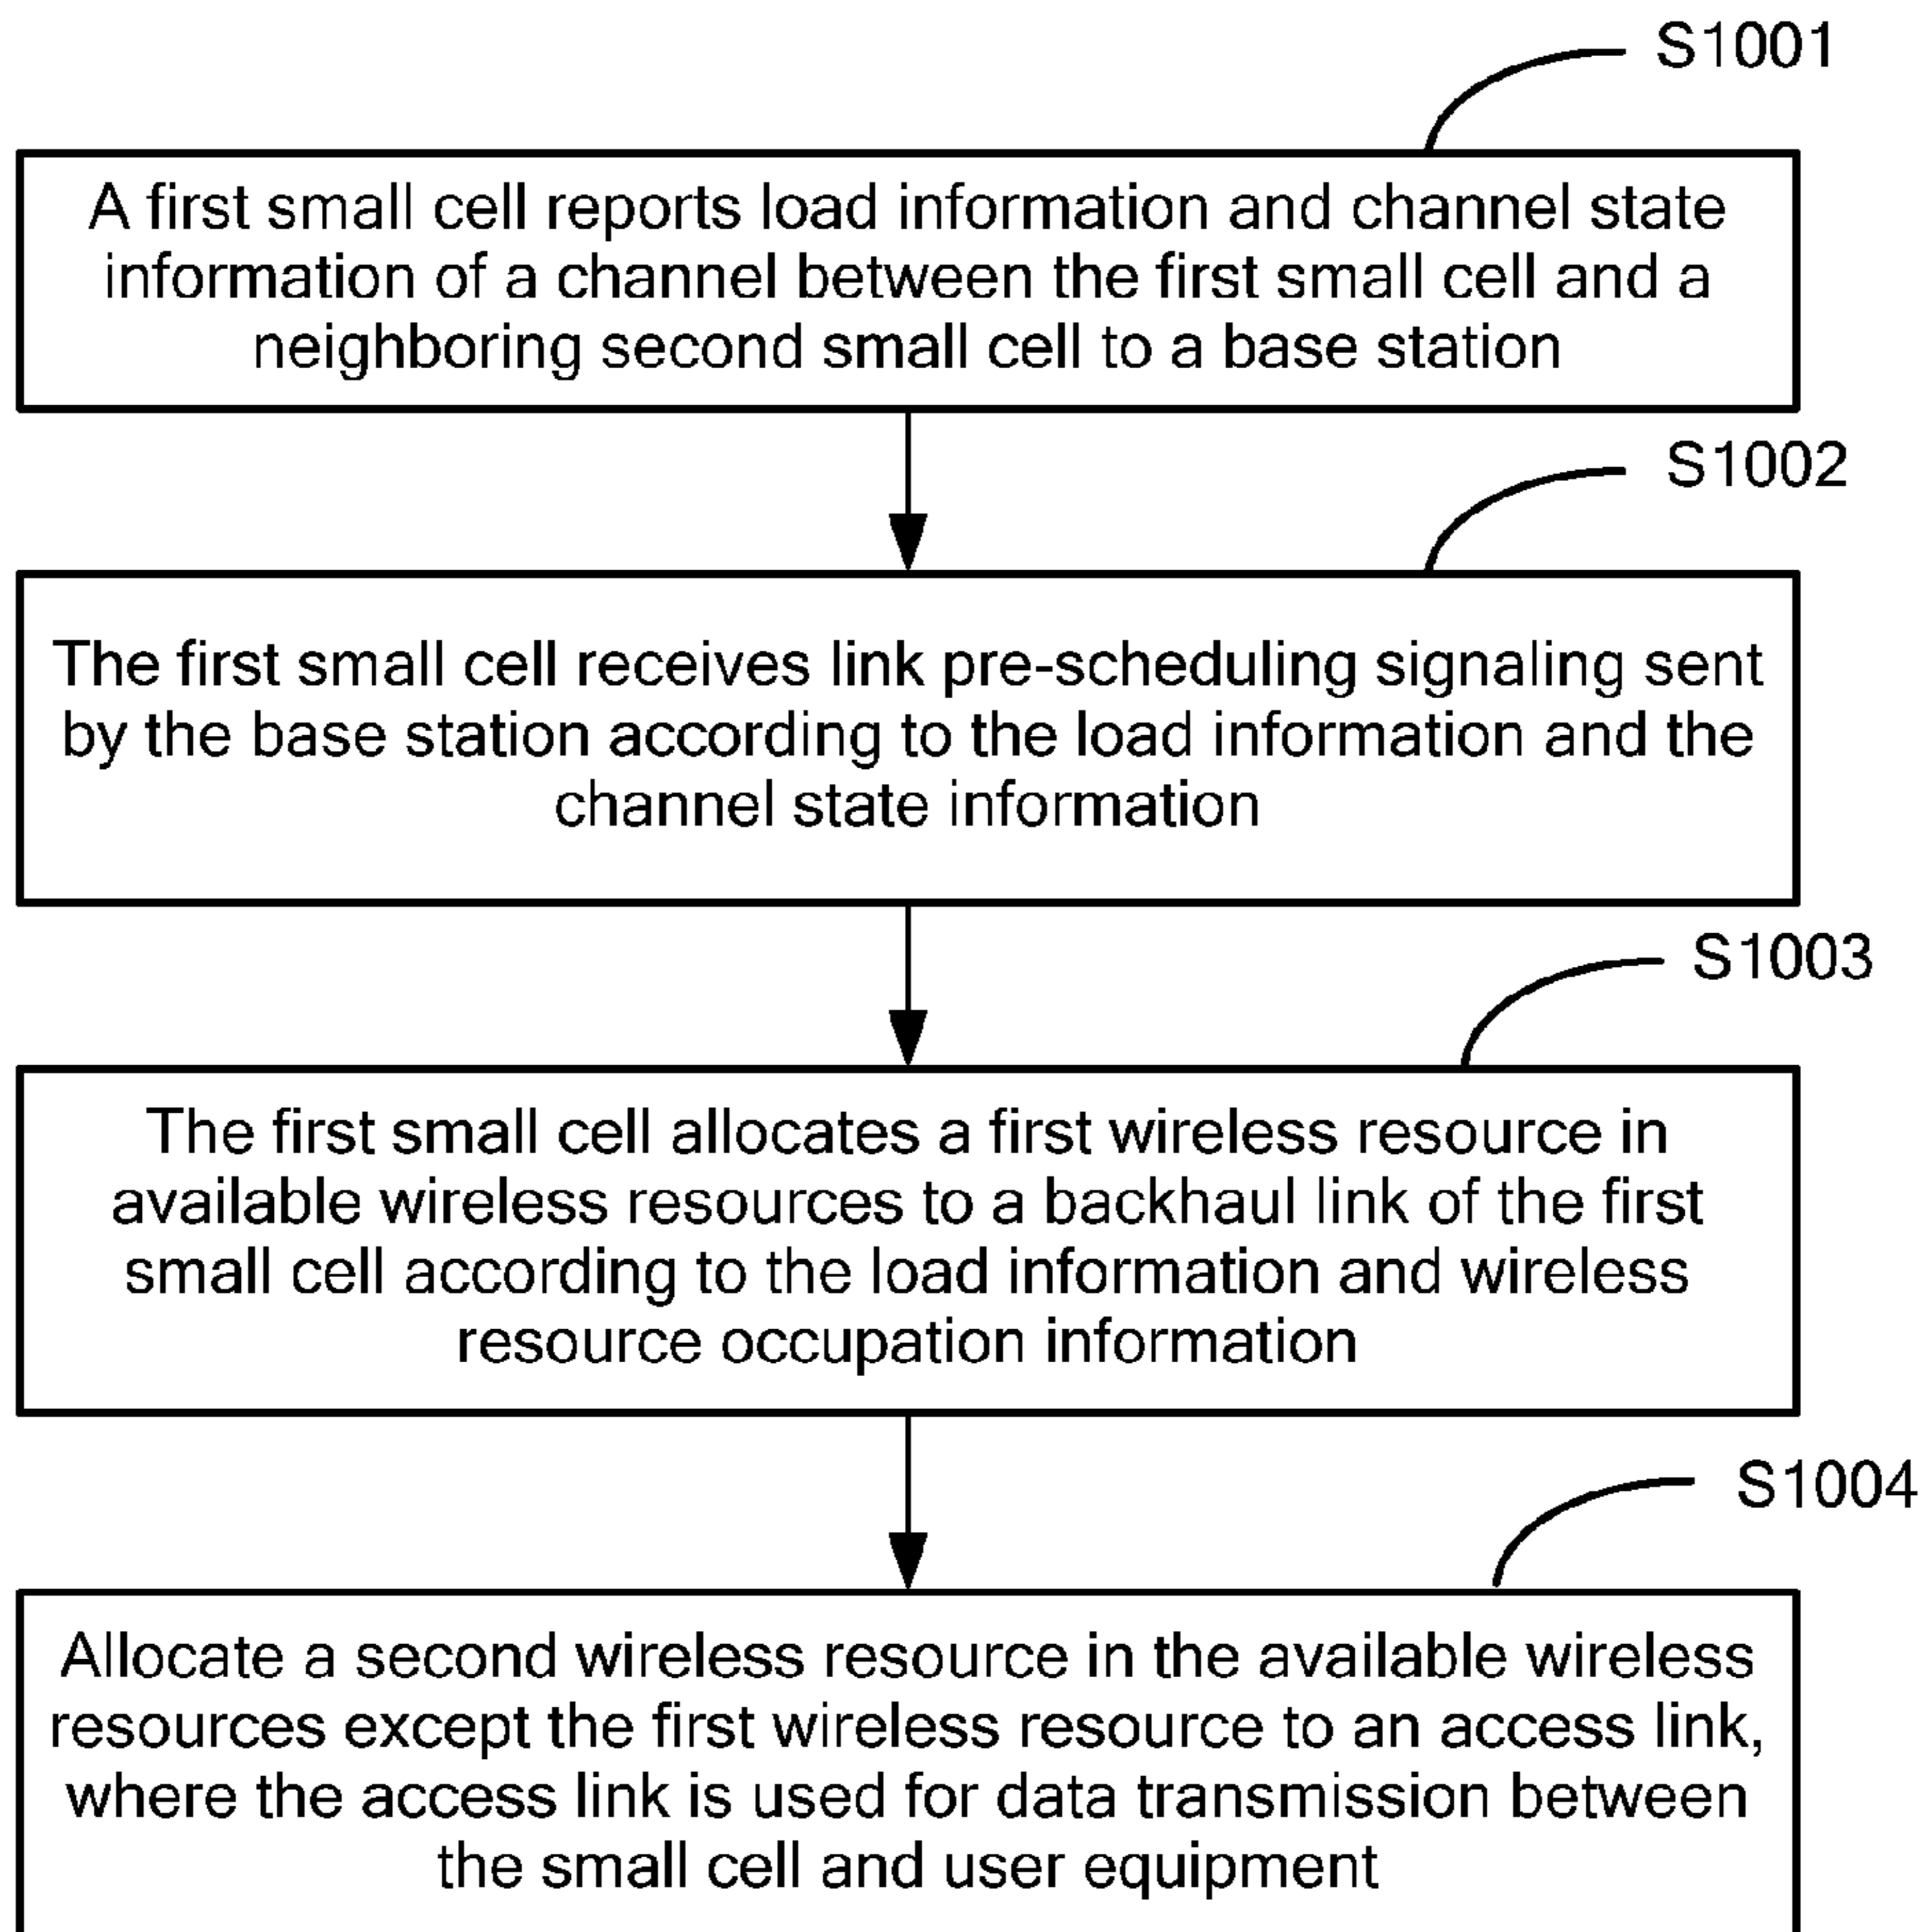 S1001
A first small cell reports load information and channel state
information of a channel between the first small cell and a
neighboring second small cell to a base station
S1002
The first small cell receives link pre-scheduling signaling sent
by the base station according to the load information and the
channel state information
S1003
The first small cell allocates a first wireless resource in
available wireless resources to a backhaul link of the first
small cell according to the load information and wireless
resource occupation information
S1004
Allocate a second wireless resource in the available wireless
resources except the first wireless resource to an access link,
where the access link is used for data transmission between
the small cell and user equipment